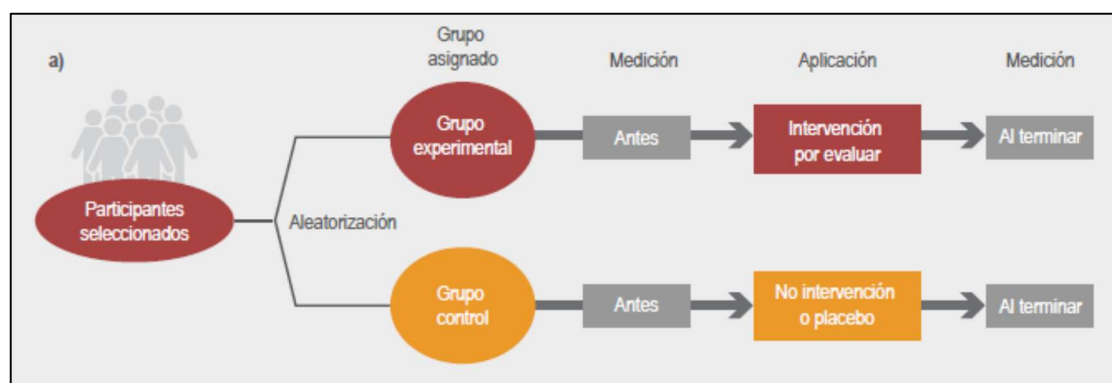 a)
Grupo
asignado
Medición
Aplicación
Medición
Participantes
seleccionados
Aleatorización
Grupo
experimental
Antes
Intervención
por evaluar
Al terminar
Grupo
control
Antes
No intervención
o placebo
Al terminar